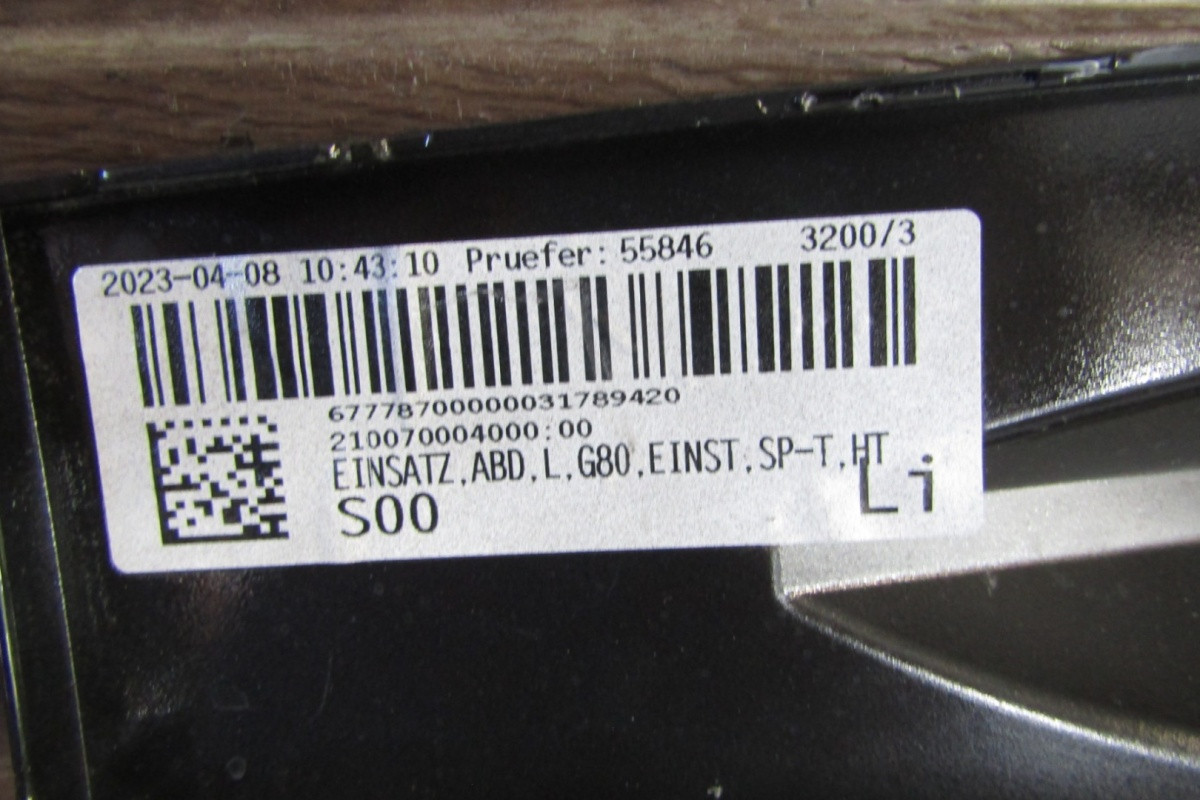 2023-04-08 10:43:10 Pruefer: 55846 3200/3
67778700000031789420
210070004000:00
EINSATZ,ABD,L,G80,EINST,SP-T,HT
S00 Li